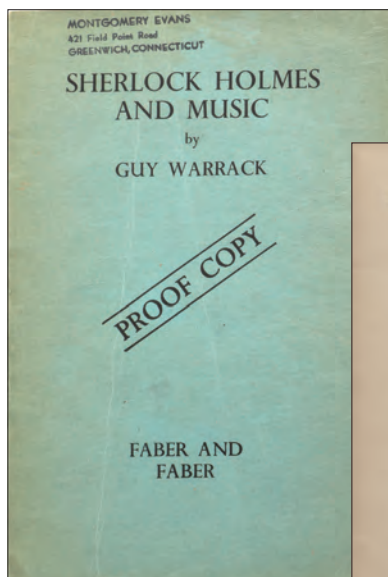 MONTGOMERY EVANS
421 Field Point Road
GREENWICH, CONNECTICUT
SHERLOCK HOLMES
AND MUSIC
by
GUY WARRACK
PROOF COPY
FABER AND
FABER